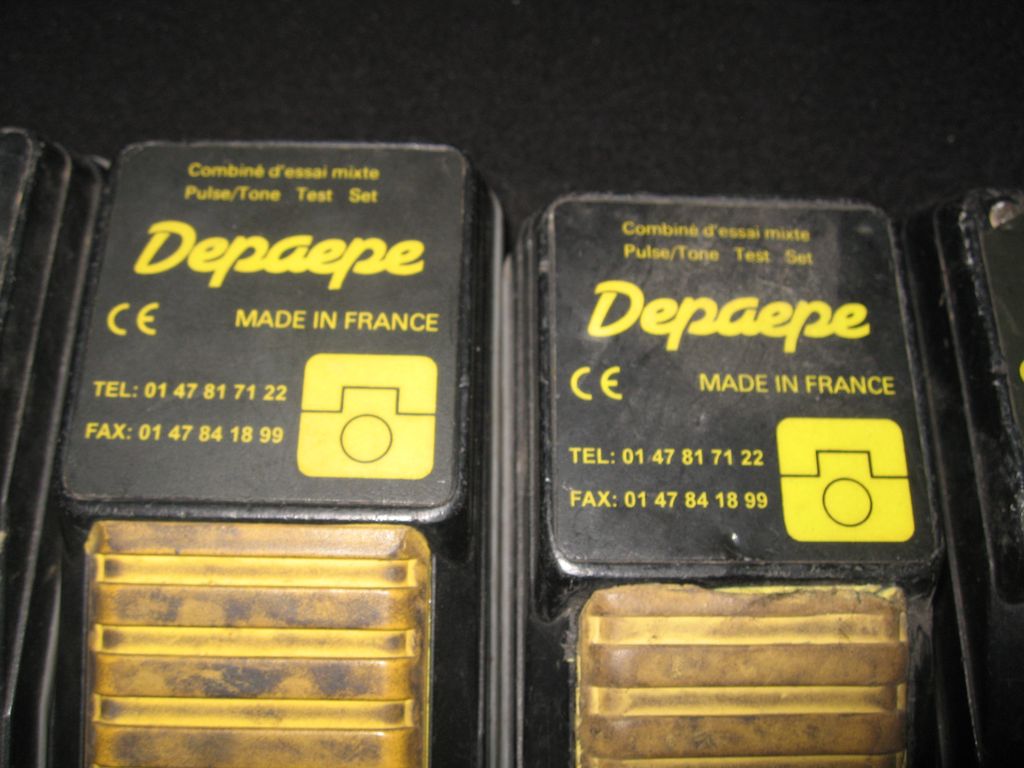 Combiné d'essai mixte
Pulse/Tone Test Set
Depaepe
CE
MADE IN FRANCE
TEL: 01 47 81 71 22
FAX: 01 47 84 18 99
Combiné d'essai mixte
Pulse/Tone Test Set
Depaepe
CE
MADE IN FRANCE
TEL: 01 47 81 71 22
FAX: 01 47 84 18 99